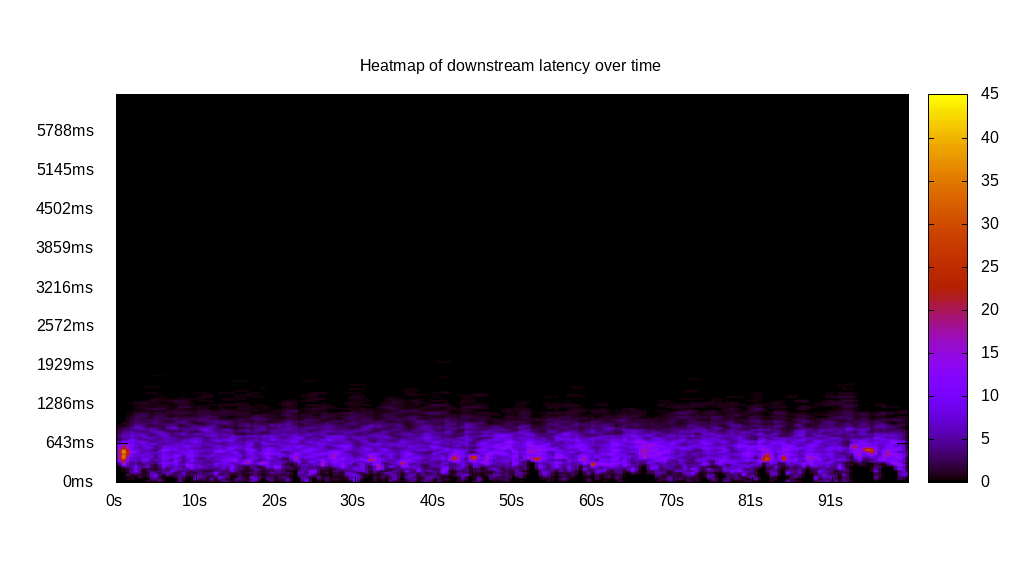 Heatmap of downstream latency over time
5788ms
5145ms
4502ms
3859ms
3216ms
2572ms
1929ms
1286ms
643ms
0ms
0s 10s 20s 30s 40s 50s 60s 70s 81s 91s
45
40
35
30
25
20
15
10
5
0